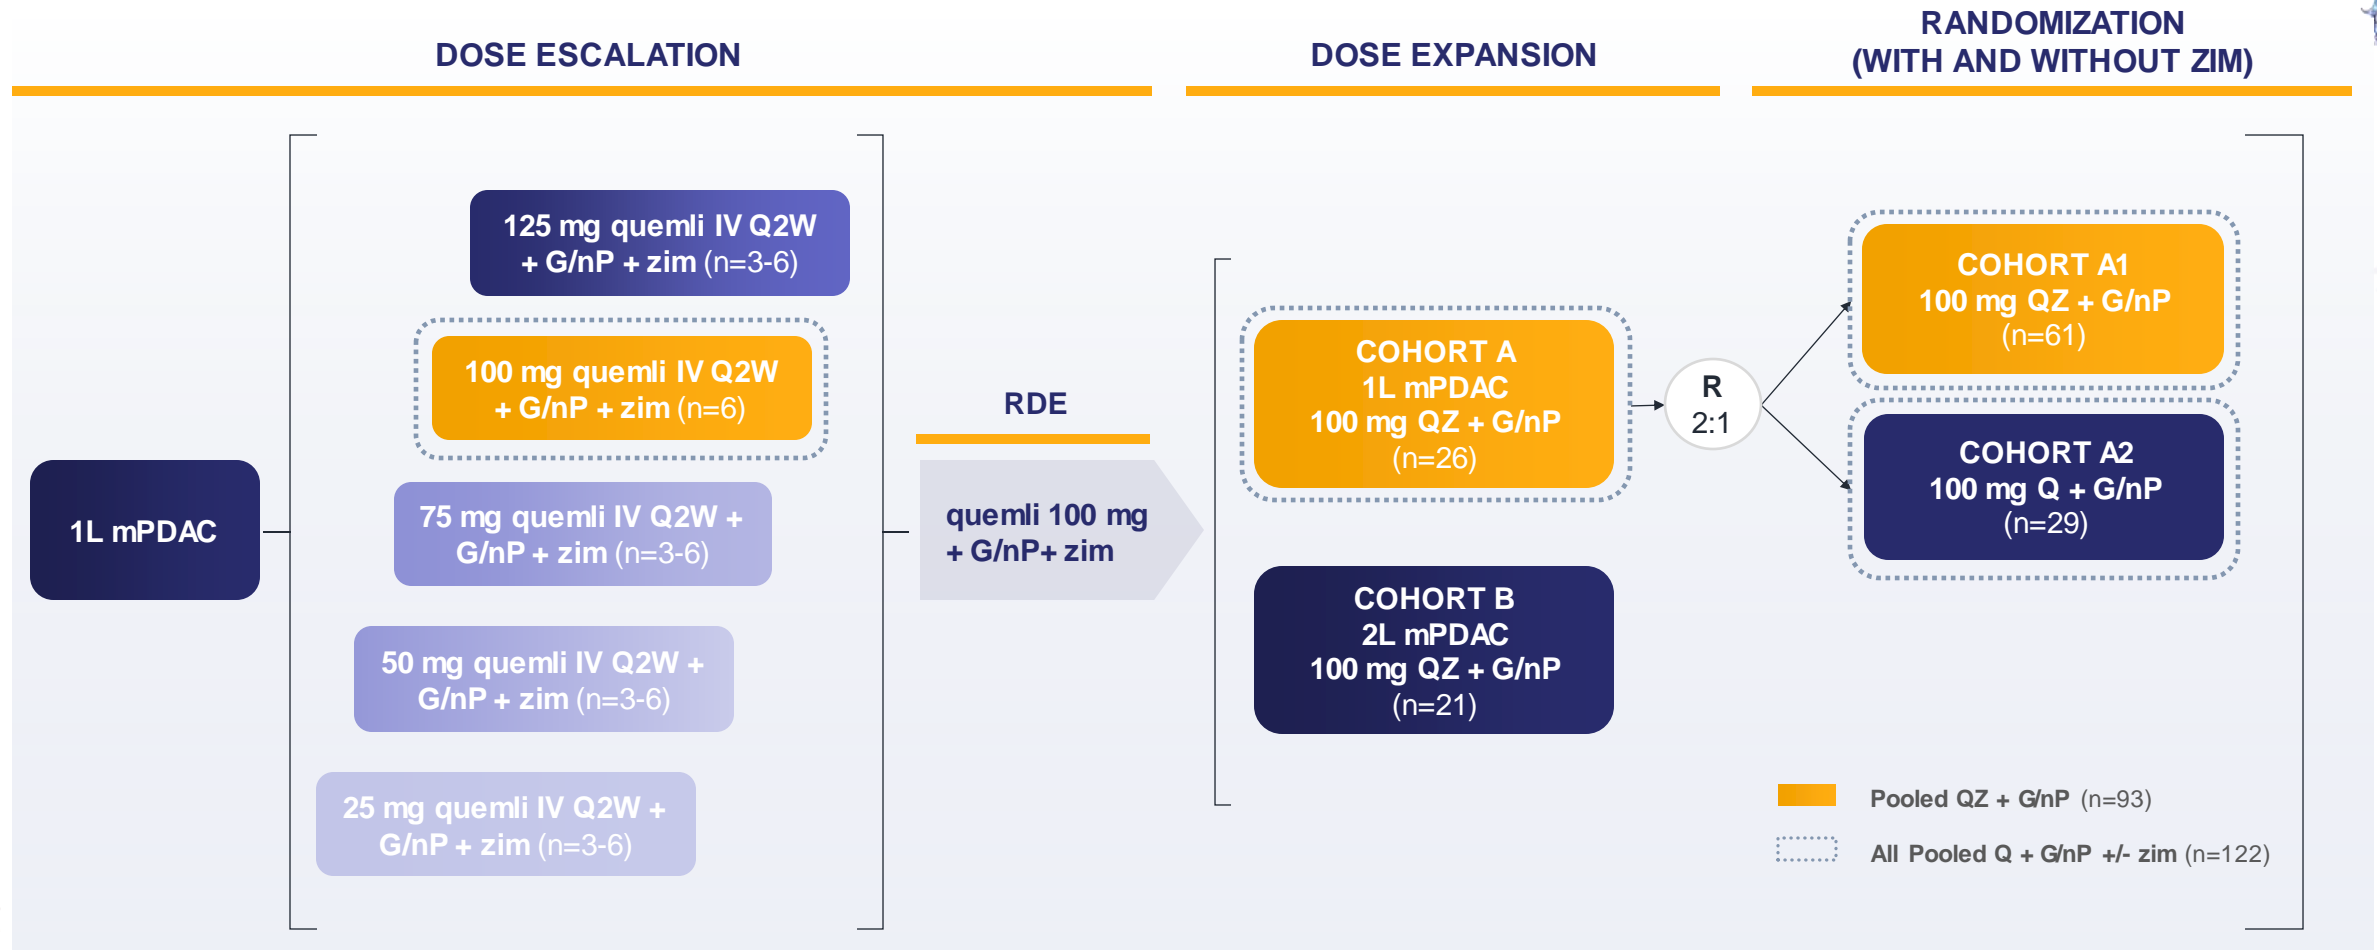 DOSE ESCALATION
DOSE EXPANSION
RANDOMIZATION
(WITH AND WITHOUT ZIM)
1L mPDAC
125 mg quemli IV Q2W
+ G/nP + zim (n=3-6)
100 mg quemli IV Q2W
+ G/nP + zim (n=6)
75 mg quemli IV Q2W +
G/nP + zim (n=3-6)
50 mg quemli IV Q2W +
G/nP + zim (n=3-6)
25 mg quemli IV Q2W +
G/nP + zim (n=3-6)
RDE
quemli 100 mg
+ G/nP+ zim
COHORT A
1L mPDAC
100 mg QZ + G/nP
(n=26)
COHORT B
2L mPDAC
100 mg QZ + G/nP
(n=21)
R
2:1
COHORT A1
100 mg QZ + G/nP
(n=61)
COHORT A2
100 mg Q + G/nP
(n=29)
Pooled QZ + G/nP (n=93)
All Pooled Q + G/nP +/- zim (n=122)